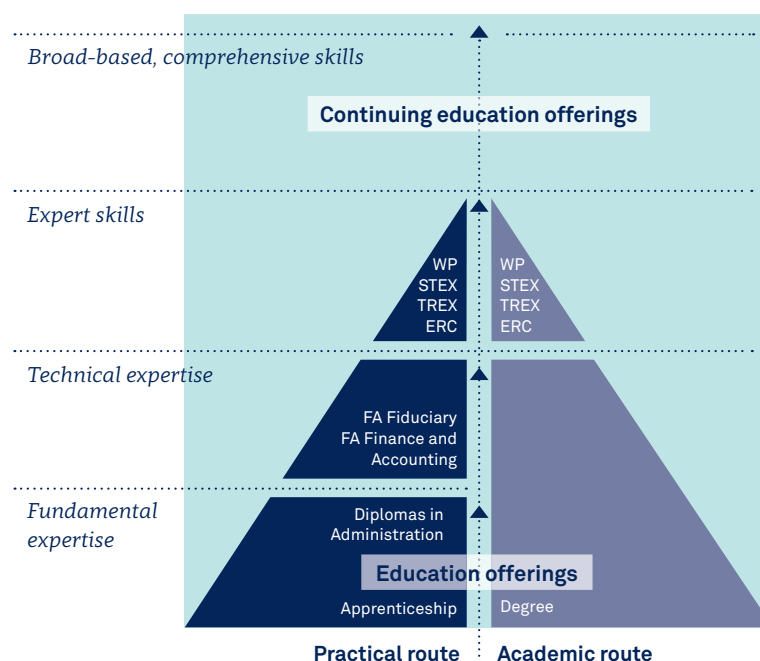 Broad-based, comprehensive skills
Continuing education offerings
Expert skills
WP
STEX
TREX
ERC
WP
STEX
TREX
ERC
Technical expertise
FA Fiduciary
FA Finance and
Accounting
Fundamental
expertise
Diplomas in
Administration
Education offerings
Apprenticeship
Degree
Practical route
Academic route